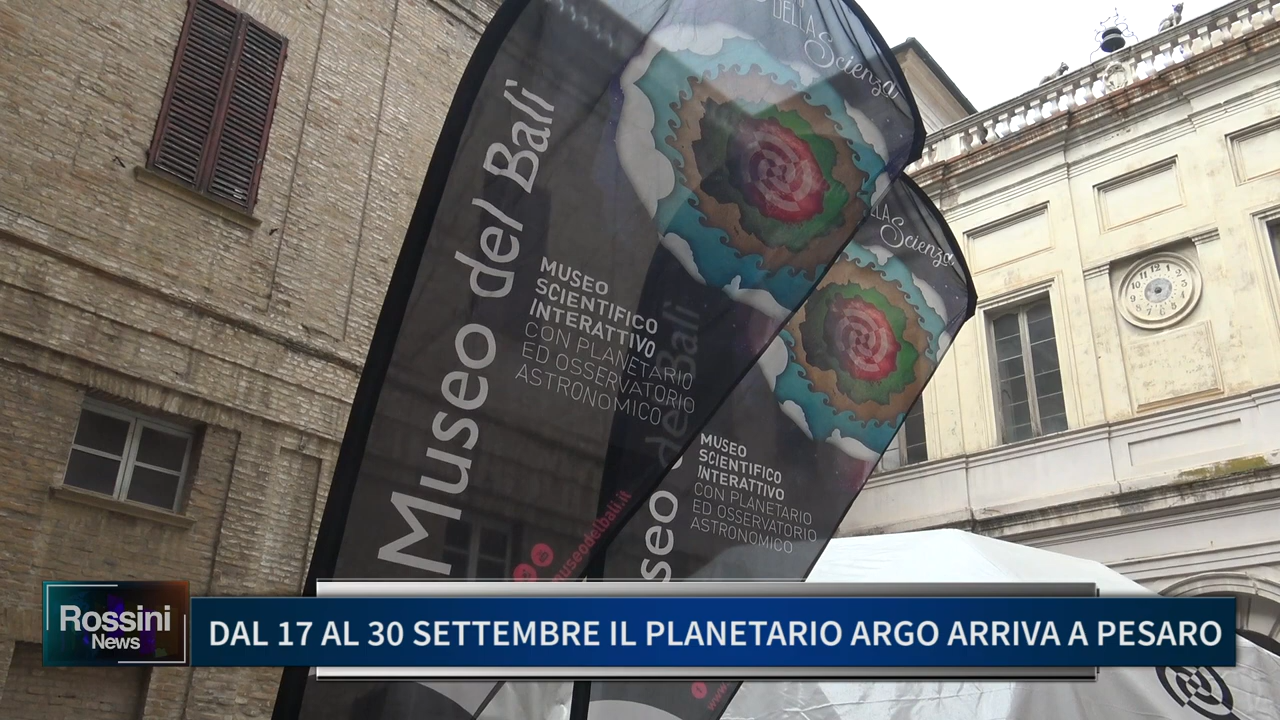 DELLA
Scienza
Museo del Balì
MUSEO
SCIENTIFICO
INTERATTIVO
CON PLANETARIO
ED OSSERVATORIO
ASTRONOMICO
museodelbali.it
LLA
Scienza
seo del Balì
MUSEO
SCIENTIFICO
INTERATTIVO
CON PLANETARIO
ED OSSERVATORIO
ASTRONOMICO
Rossini
News
DAL 17 AL 30 SETTEMBRE IL PLANETARIO ARGO ARRIVA A PESARO